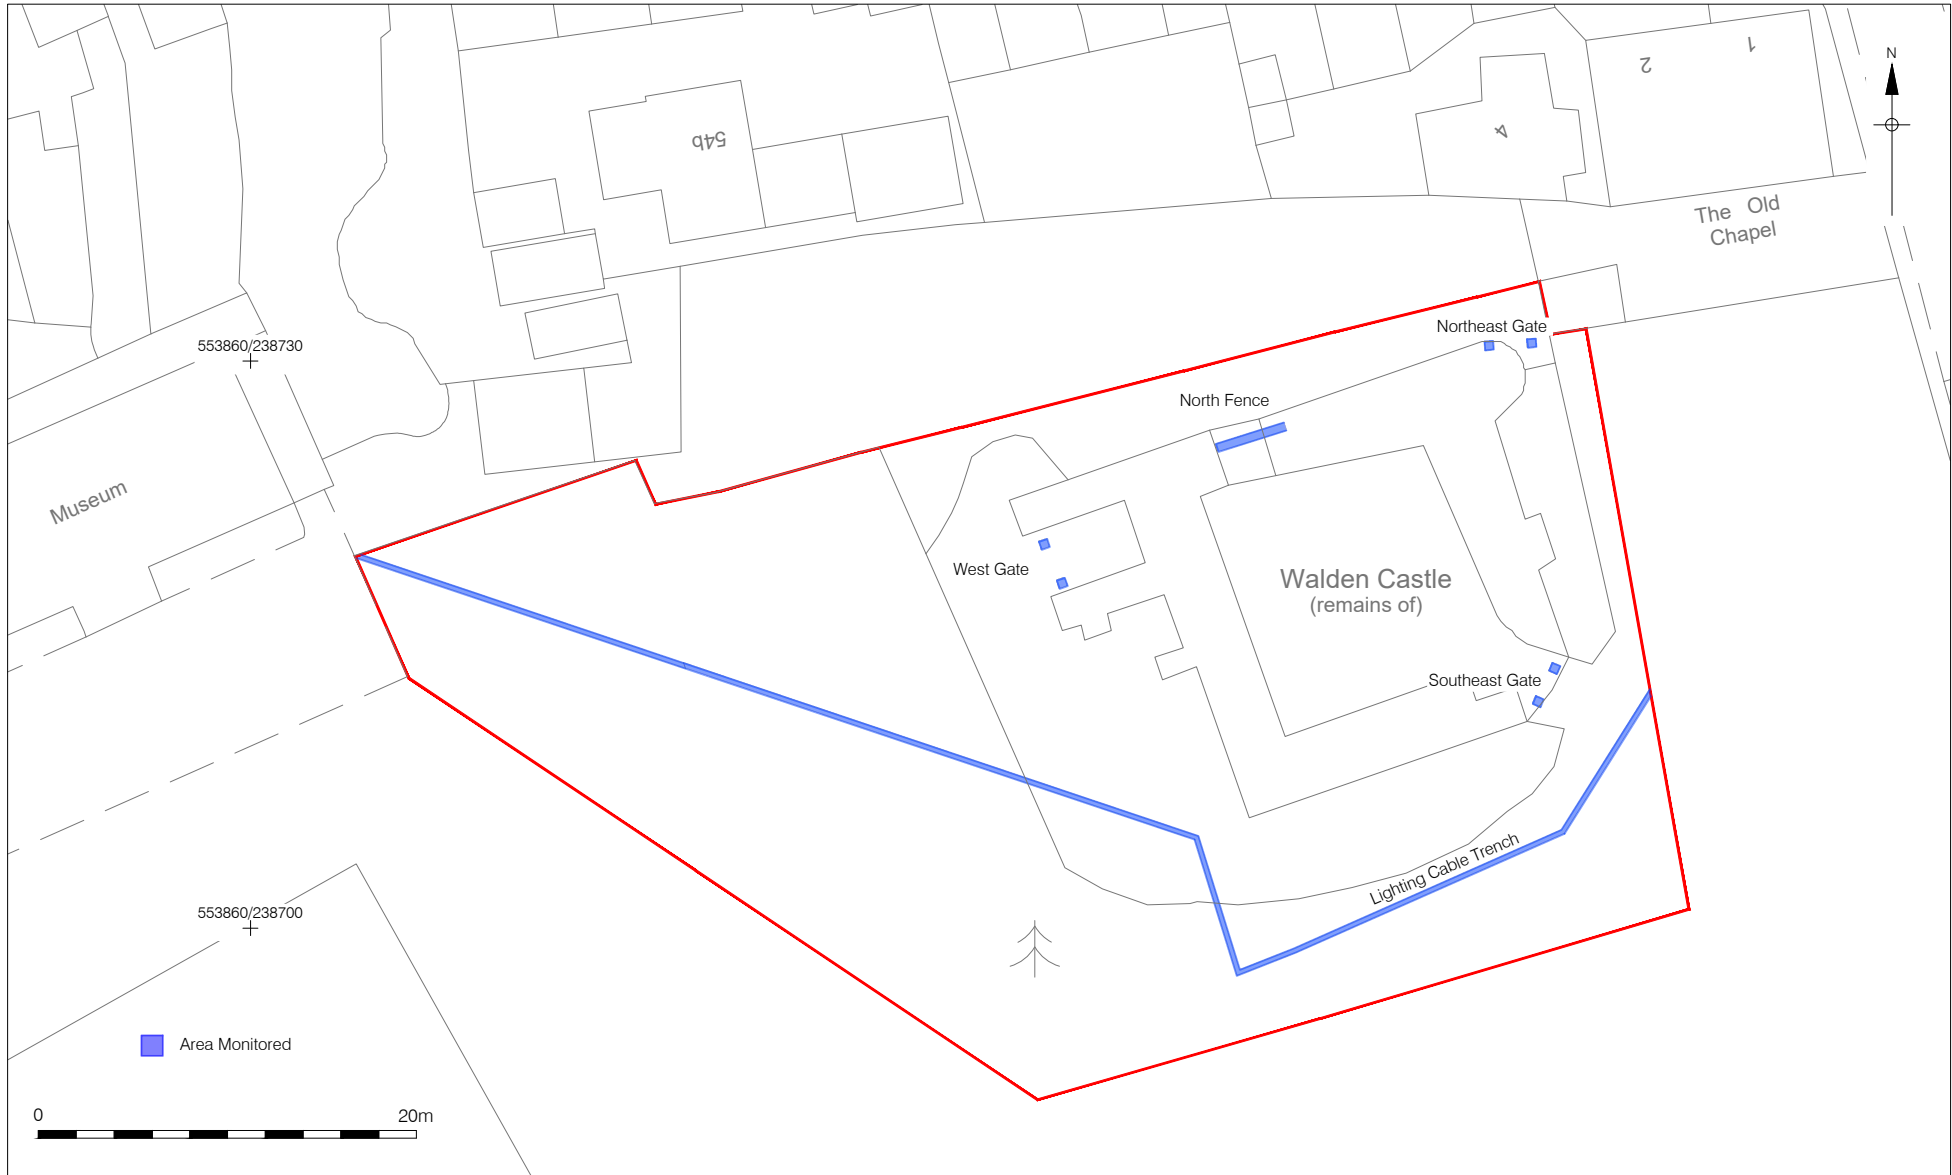 1
2
N
54b
4
The Old
Chapel
Northeast Gate
553860/238730
North Fence
Museum
West Gate
Walden Castle
(remains of)
Southeast Gate
Lighting Cable Trench
553860/238700
Area Monitored
0 20m